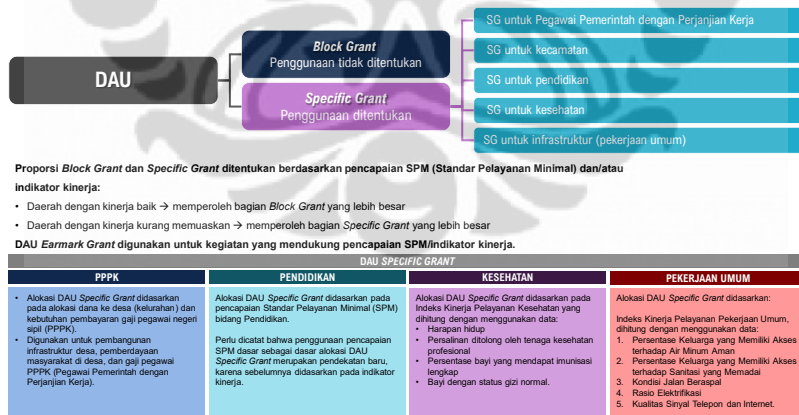 DAU
Block Grant
Penggunaan tidak ditentukan
Specific Grant
Penggunaan ditentukan
SG untuk Pegawai Pemerintah dengan Perjanjian Kerja
SG untuk kecamatan
SG untuk pendidikan
SG untuk kesehatan
SG untuk infrastruktur (pekerjaan umum)
Proporsi Block Grant dan Specific Grant ditentukan berdasarkan pencapaian SPM (Standar Pelayanan Minimal) dan/atau
indikator kinerja:
• Daerah dengan kinerja baik → memperoleh bagian Block Grant yang lebih besar
• Daerah dengan kinerja kurang memuaskan → memperoleh bagian Specific Grant yang lebih besar
DAU Earmark Grant digunakan untuk kegiatan yang mendukung pencapaian SPM/indikator kinerja.
DAU SPECIFIC GRANT
PPPK
• Alokasi DAU Specific Grant didasarkan
pada alokasi dana ke desa (kelurahan) dan
kebutuhan pembayaran gaji pegawai negeri
sipil (PPPK).
• Digunakan untuk pembangunan
infrastruktur desa, pemberdayaan
masyarakat di desa, dan gaji pegawai
PPPK (Pegawai Pemerintah dengan
Perjanjian Kerja).
PENDIDIKAN
Alokasi DAU Specific Grant didasarkan pada
pencapaian Standar Pelayanan Minimal (SPM)
bidang Pendidikan.
Perlu dicatat bahwa penggunaan pencapaian
SPM dasar sebagai dasar alokasi DAU
Specific Grant merupakan pendekatan baru,
karena sebelumnya didasarkan pada indikator
kinerja.
KESEHATAN
Alokasi DAU Specific Grant didasarkan pada
Indeks Kinerja Pelayanan Kesehatan yang
dihitung dengan menggunakan data:
• Harapan hidup
• Persalinan ditolong oleh tenaga kesehatan
profesional
• Persentase bayi yang mendapat imunisasi
lengkap
• Bayi dengan status gizi normal.
PEKERJAAN UMUM
Alokasi DAU Specific Grant didasarkan:
Indeks Kinerja Pelayanan Pekerjaan Umum,
dihitung dengan menggunakan data:
1. Persentase Keluarga yang Memiliki Akses
terhadap Air Minum Aman
2. Persentase Keluarga yang Memiliki Akses
terhadap Sanitasi yang Memadai
3. Kondisi Jalan Beraspal
4. Rasio Elektrifikasi
5. Kualitas Sinyal Telepon dan Internet.